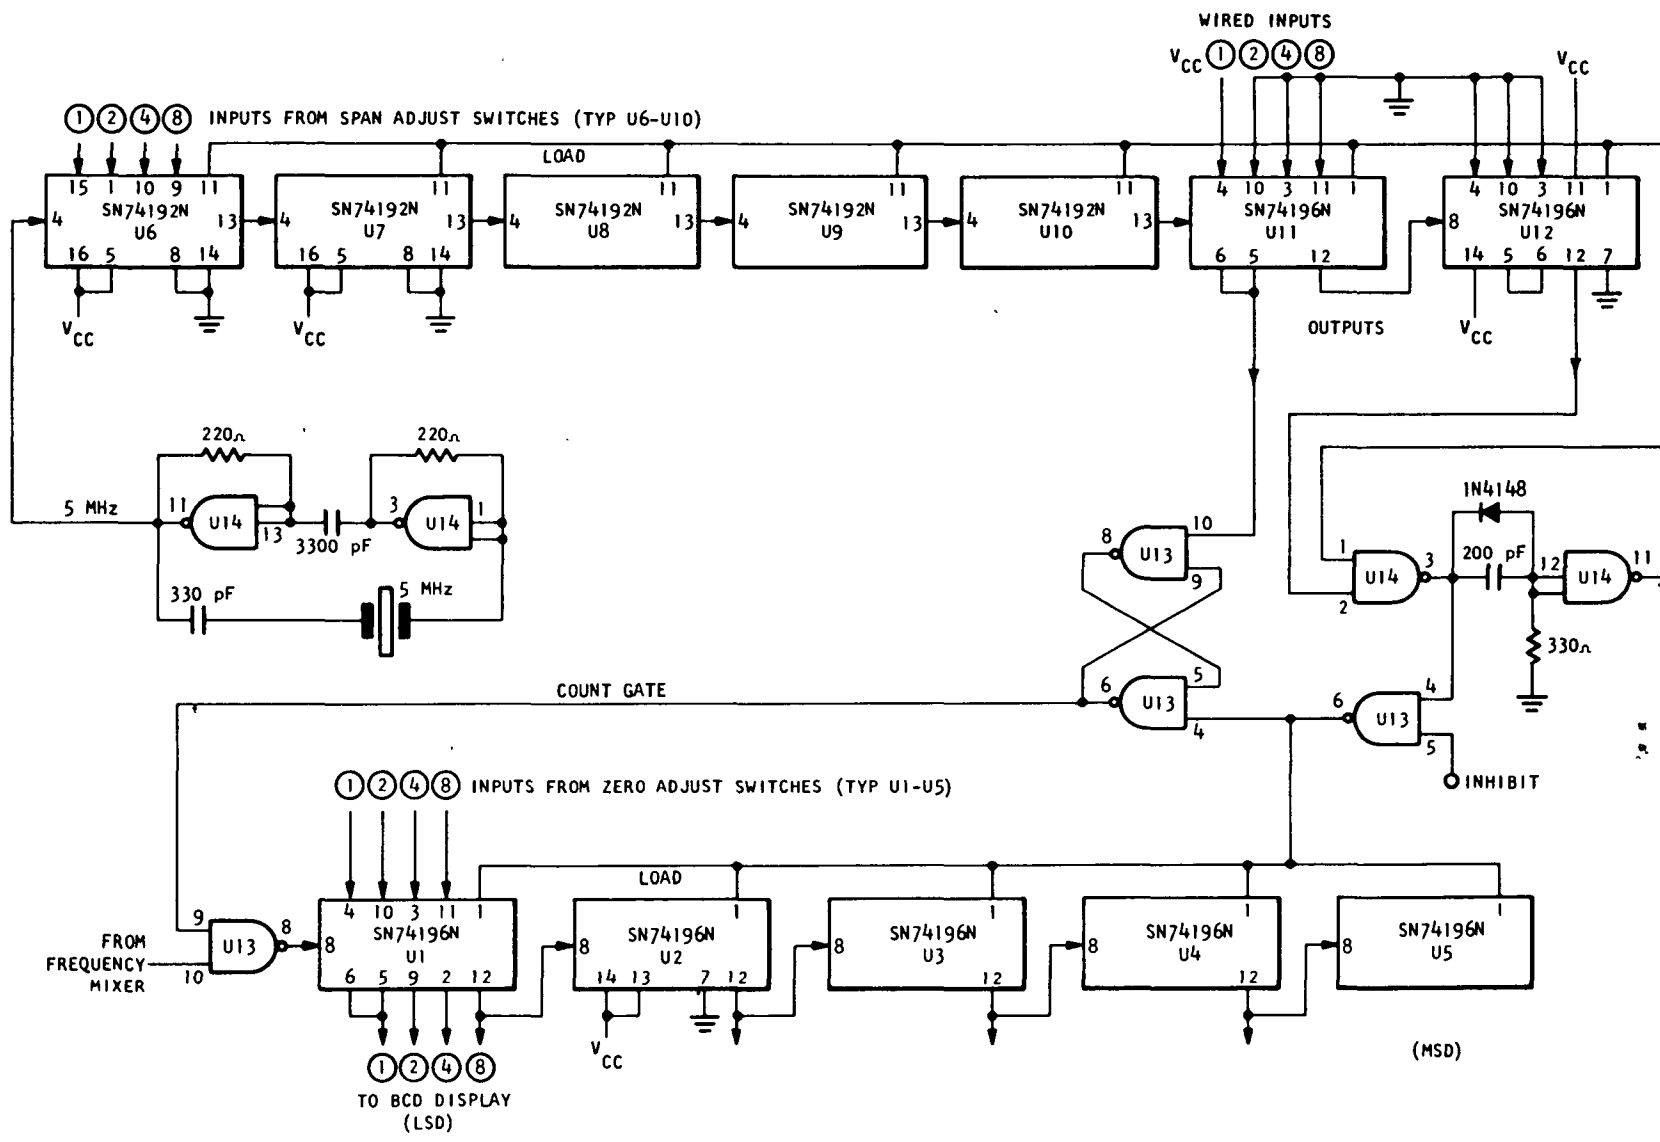 WIRED INPUTS
VCC 1 2 4 8 VCC
1 2 4 8 INPUTS FROM SPAN ADJUST SWITCHES (TYP U6-U10)
LOAD
15 1 10 9 11
SN74192N
4 U6 13
16 5 8 14
VCC
11
SN74192N
4 U7 13
16 5 8 14
VCC
11
SN74192N
4 U8 13
11
SN74192N
4 U9 13
11
SN74192N
4 U10 13
4 10 3 11 1
SN74196N
U11
6 5 12
4 10 3 11 1
SN74196N
8 U12
14 5 6 12 7
VCC
OUTPUTS
220Ω 220Ω
5 MHz
11 U14 13
3300 pF
3 U14 1
330 pF
5 MHz
8 U13 10
9
6 U13 5
4
1N4148
1 U14 3
2
200 pF
12 U14 11
330Ω
6 U13 4
5
INHIBIT
COUNT GATE
1 2 4 8 INPUTS FROM ZERO ADJUST SWITCHES (TYP U1-U5)
LOAD
9 U13 8
10
FROM
FREQUENCY
MIXER
4 10 3 11 1
SN74196N
8 U1
6 5 9 2 12
1
SN74196N
8 U2
14 13 7 12
VCC
1
SN74196N
8 U3
12
1
SN74196N
8 U4
12
1
SN74196N
8 U5
(MSD)
1 2 4 8
TO BCD DISPLAY
(LSD)